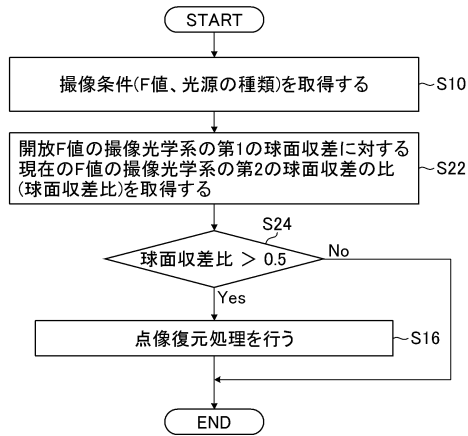 START
撮像条件(F値、光源の種類)を取得する
S10
開放F値の撮像光学系の第1の球面収差に対する
現在のF値の撮像光学系の第2の球面収差の比
(球面収差比)を取得する
S22
S24
球面収差比 > 0.5
No
Yes
点像復元処理を行う
S16
END